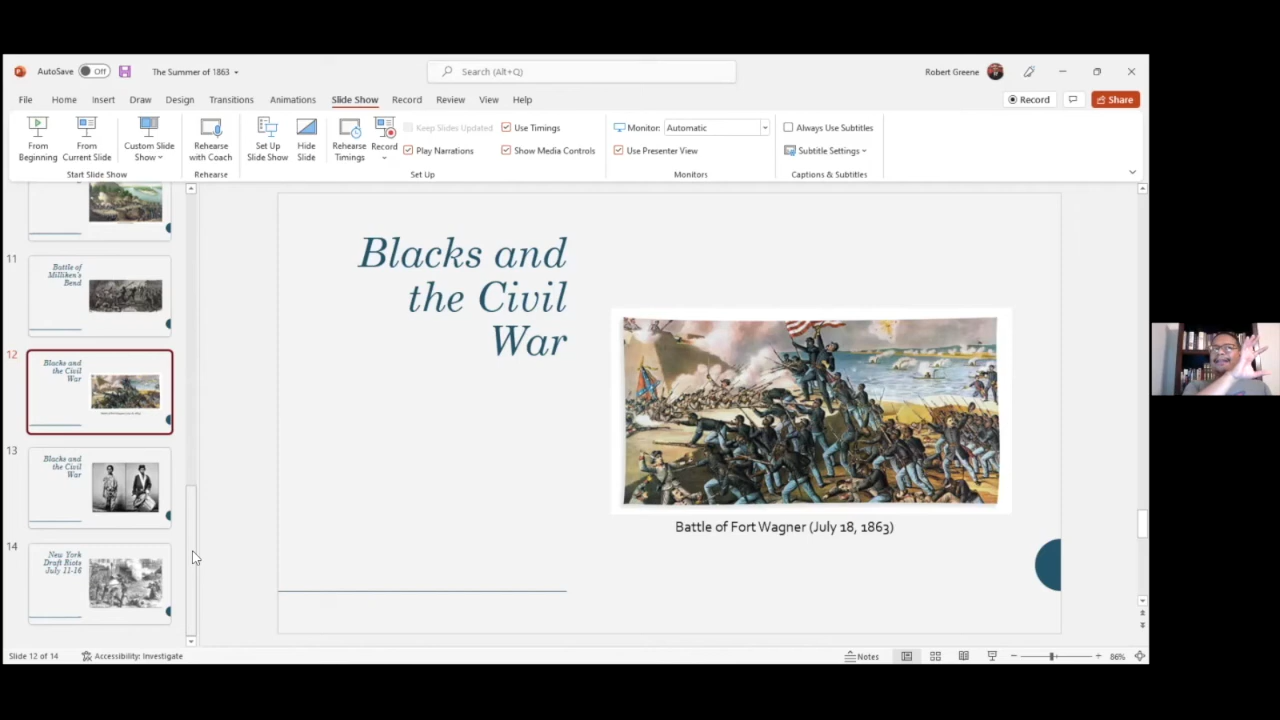 AutoSave Off The Summer of 1863 Search (Alt+Q) Robert Greene
File Home Insert Draw Design Transitions Animations Slide Show Record Review View Help Record Share
From Beginning
From Current Slide
Custom Slide Show
Start Slide Show
Rehearse with Coach
Rehearse
Set Up Slide Show
Hide Slide
Rehearse Timings
Record
Keep Slides Updated
Play Narrations
Use Timings
Show Media Controls
Set Up
Monitor: Automatic
Use Presenter View
Monitors
Always Use Subtitles
Subtitle Settings
Captions & Subtitles
11
Battle of
Milliken's
Bend
12
Blacks and
the Civil
War
13
Blacks and
the Civil
War
14
New York
Draft Riots
July 11-16
Blacks and
the Civil
War
Battle of Fort Wagner (July 18, 1863)
Slide 12 of 14 Accessibility: Investigate Notes 86%